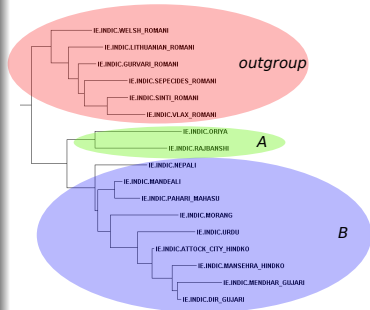 IE.INDIC.WELSH_ROMANI
IE.INDIC.LITHUANIAN_ROMANI
IE.INDIC.GURVARI_ROMANI
outgroup
IE.INDIC.SEPECIDES_ROMANI
IE.INDIC.SINTI_ROMANI
IE.INDIC.VLAX_ROMANI
IE.INDIC.ORIYA
A
IE.INDIC.RAJBANSHI
IE.INDIC.NEPALI
IE.INDIC.MANDEALI
IE.INDIC.PAHARI_MAHASU
IE.INDIC.MORANG
IE.INDIC.URDU
B
IE.INDIC.ATTOCK_CITY_HINDKO
IE.INDIC.MANSEHRA_HINDKO
IE.INDIC.MENDHAR_GUJARI
IE.INDIC.DIR_GUJARI